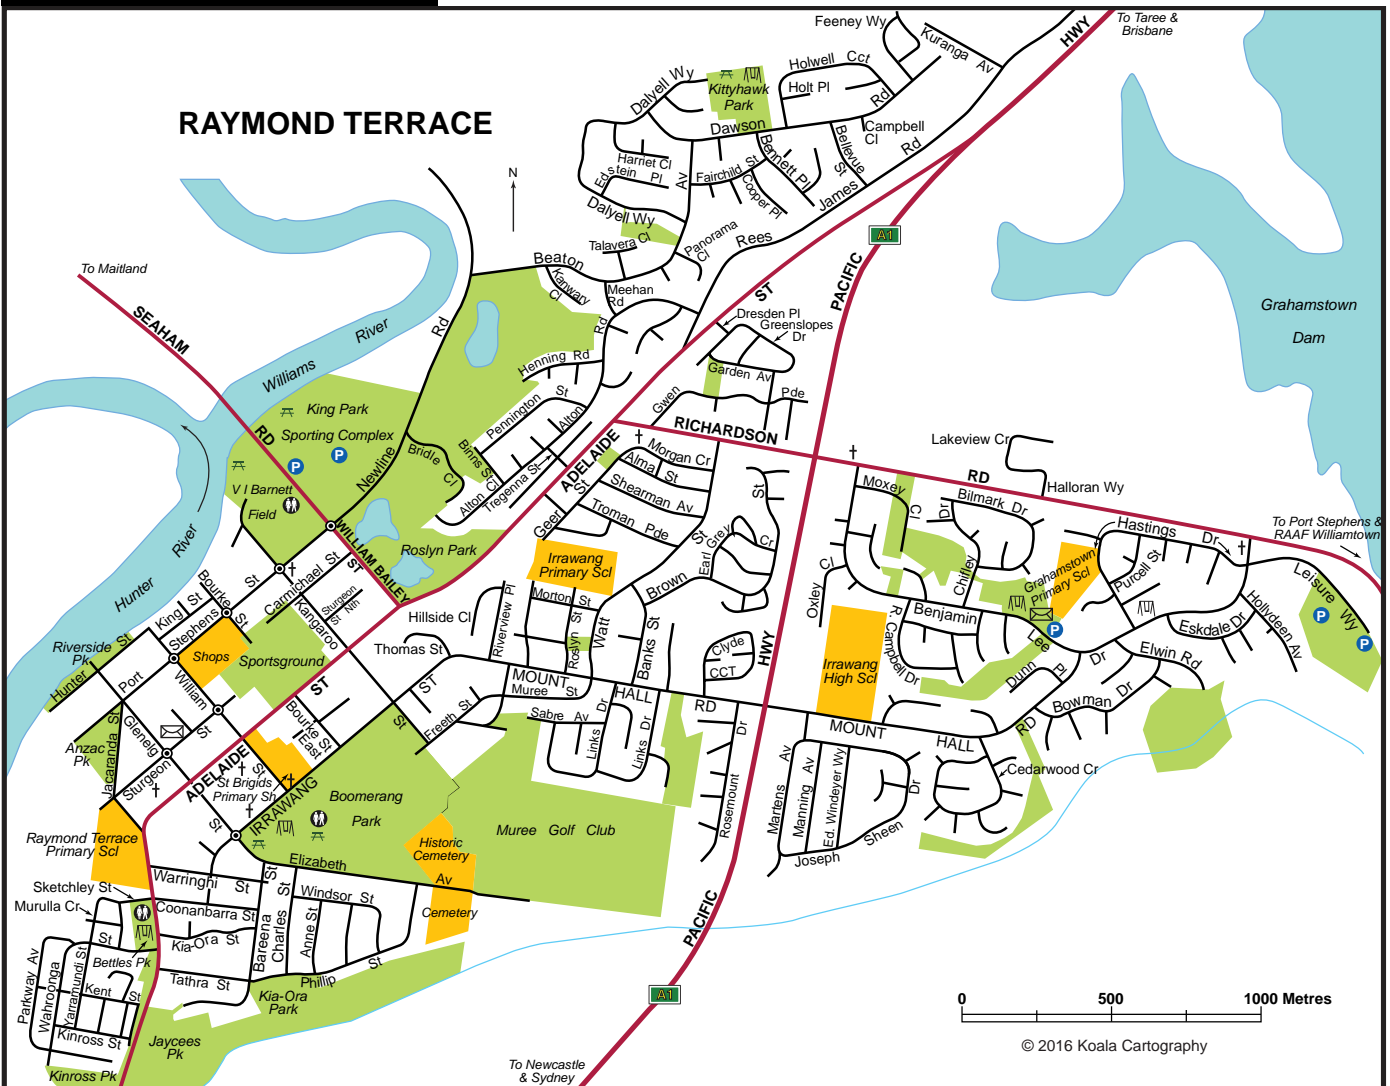 To Taree &
Brisbane
HWY
Feeney Wy
Kuranga Av
Holwell Cct
Holt Pl
Dalyell Wy
Kittyhawk
Park
Dawson Rd
Campbell
Cl
Bellevue St
Bennett Pl
RAYMOND TERRACE
Harriet Cl
Edstein Pl
Fairchild St
Cooper Pl
Av
James Rd
Dalyell Wy
N
Talavera Cl
Panorama
Cl
Rees
A1
PACIFIC
To Maitland
Beaton
Kanwary
Cl
Meehan
Rd
ST
Grahamstown
Dam
SEAHAM
River
Williams
Rd
Rd
Dresden Pl
Greenslopes
Dr
Henning Rd
Garden Av
Gwen Pde
King Park
Sporting Complex
Pennington St
Alton
RICHARDSON
Lakeview Cr
RD
RD
Halloran Wy
P
P
Newline
Bridle Cl
Binns St
Alton Cl
Tregenna St
ADELAIDE
Morgan Cr
Alma St
Shearman Av
Troman Pde
Geer St
St
Moxey
Cl
Bilmark Dr
Dr
V I Barnett
Field
Hastings Dr
To Port Stephens &
RAAF Williamtown
WILLIAM BAILEY
ST
Roslyn Park
Irrawang
Primary Scl
Earl Grey Cr
St
Brown
Chifley
Grahamstown
Primary Scl
Purcell St
Leisure Wy
P
P
Hunter River
Bourke St
King St
St
Stephens
Carmichael St
Sturgeon
St Nth
Kangaroo
Hillside Cl
Riverview Pl
Morton St
Roslyn St
Watt
Banks St
Oxley Cl
Benjamin
Lee
P
Eskdale Dr
Hollydeen Av
Riverside
Pk
Shops
Sportsground
Thomas St
Clyde
CCT
HWY
Irrawang
High Scl
R. Campbell Dr
Dunn Pl
Dr
Elwin Rd
Bowman Dr
Hunter St
Port
William
St
ST
ST
MOUNT
Muree St
HALL
RD
MOUNT
HALL
RD
Glenelg
Jacaranda St
Anzac
Pk
Bourke St
East
Freeth St
St
Sabre Av
Links Dr
Links Dr
Rosemount Dr
Martens Av
Manning Av
Ed. Windeyer Wy
Dr
Cedarwood Cr
Sturgeon
ADELAIDE
St
St Brigids
Primary Sh
IRRAWANG
Boomerang
Park
Muree Golf Club
Joseph Sheen
St
Raymond Terrace
Primary Scl
Elizabeth
Av
Historic
Cemetery
Cemetery
Warringhi St
Sketchley St
Murulla Cr
Coonanbarra St
St
Windsor St
Charles St
Anne St
Bareena
St
Kia-Ora St
Bettles Pk
Tathra St
Phillip St
PACIFIC
Parkway Av
Wahroonga
Yarramundi St
Kent St
Kinross St
Kia-Ora
Park
Jaycees
Pk
Kinross Pk
A1
To Newcastle
& Sydney
0 500 1000 Metres
© 2016 Koala Cartography